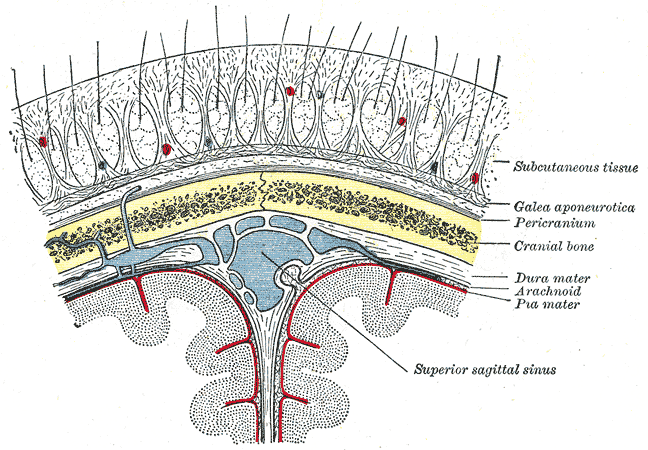 Subcutaneous tissue
Galea aponeurotica
Pericranium
Cranial bone
Dura mater
Arachnoid
Pia mater
Superior sagittal sinus